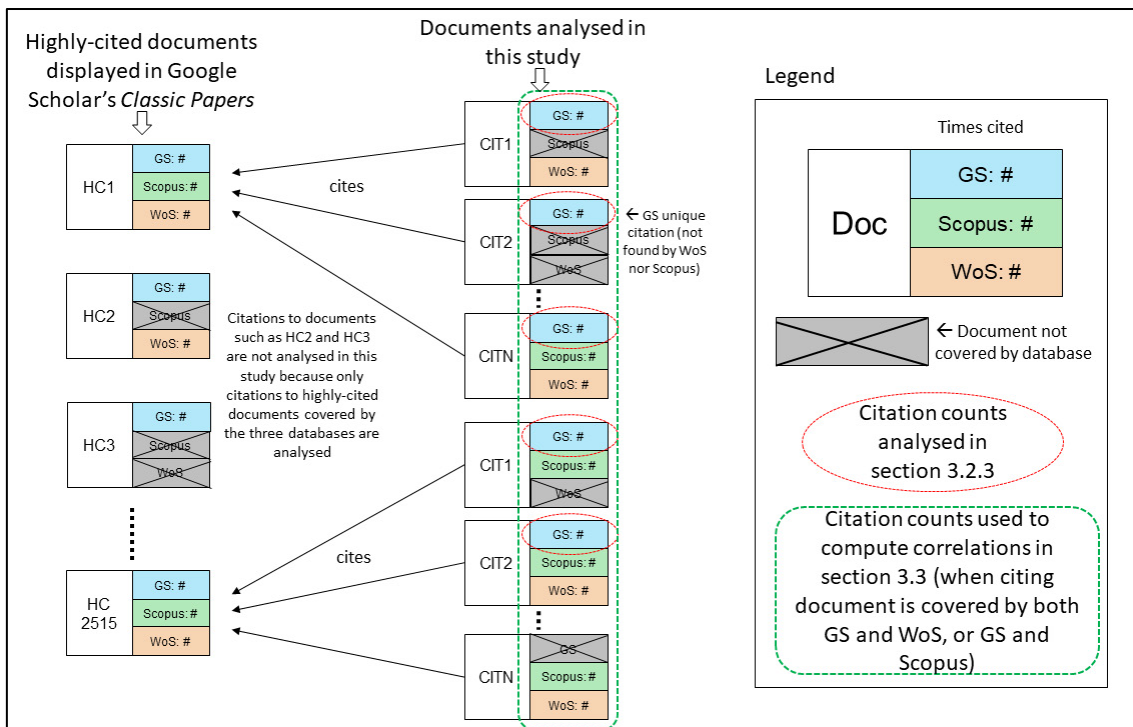 Highly-cited documents
displayed in Google
Scholar's Classic Papers
HC1
GS: #
Scopus: #
WoS: #
HC2
GS: #
Scopus
WoS: #
HC3
GS: #
Scopus
WoS
HC
2515
GS: #
Scopus: #
WoS: #
cites
Citations to documents
such as HC2 and HC3
are not analysed in this
study because only
citations to highly-cited
documents covered by
the three databases are
analysed
cites
Documents analysed in
this study
CIT1
GS: #
Scopus
WoS: #
CIT2
GS: #
Scopus
WoS
← GS unique
citation (not
found by WoS
nor Scopus)
CITN
GS: #
Scopus: #
WoS: #
CIT1
GS: #
Scopus: #
WoS
CIT2
GS: #
Scopus: #
WoS: #
CITN
GS
Scopus: #
WoS: #
Legend
Times cited
Doc
GS: #
Scopus: #
WoS: #
← Document not
covered by database
Citation counts
analysed in
section 3.2.3
Citation counts used to
compute correlations in
section 3.3 (when citing
document is covered by both
GS and WoS, or GS and
Scopus)